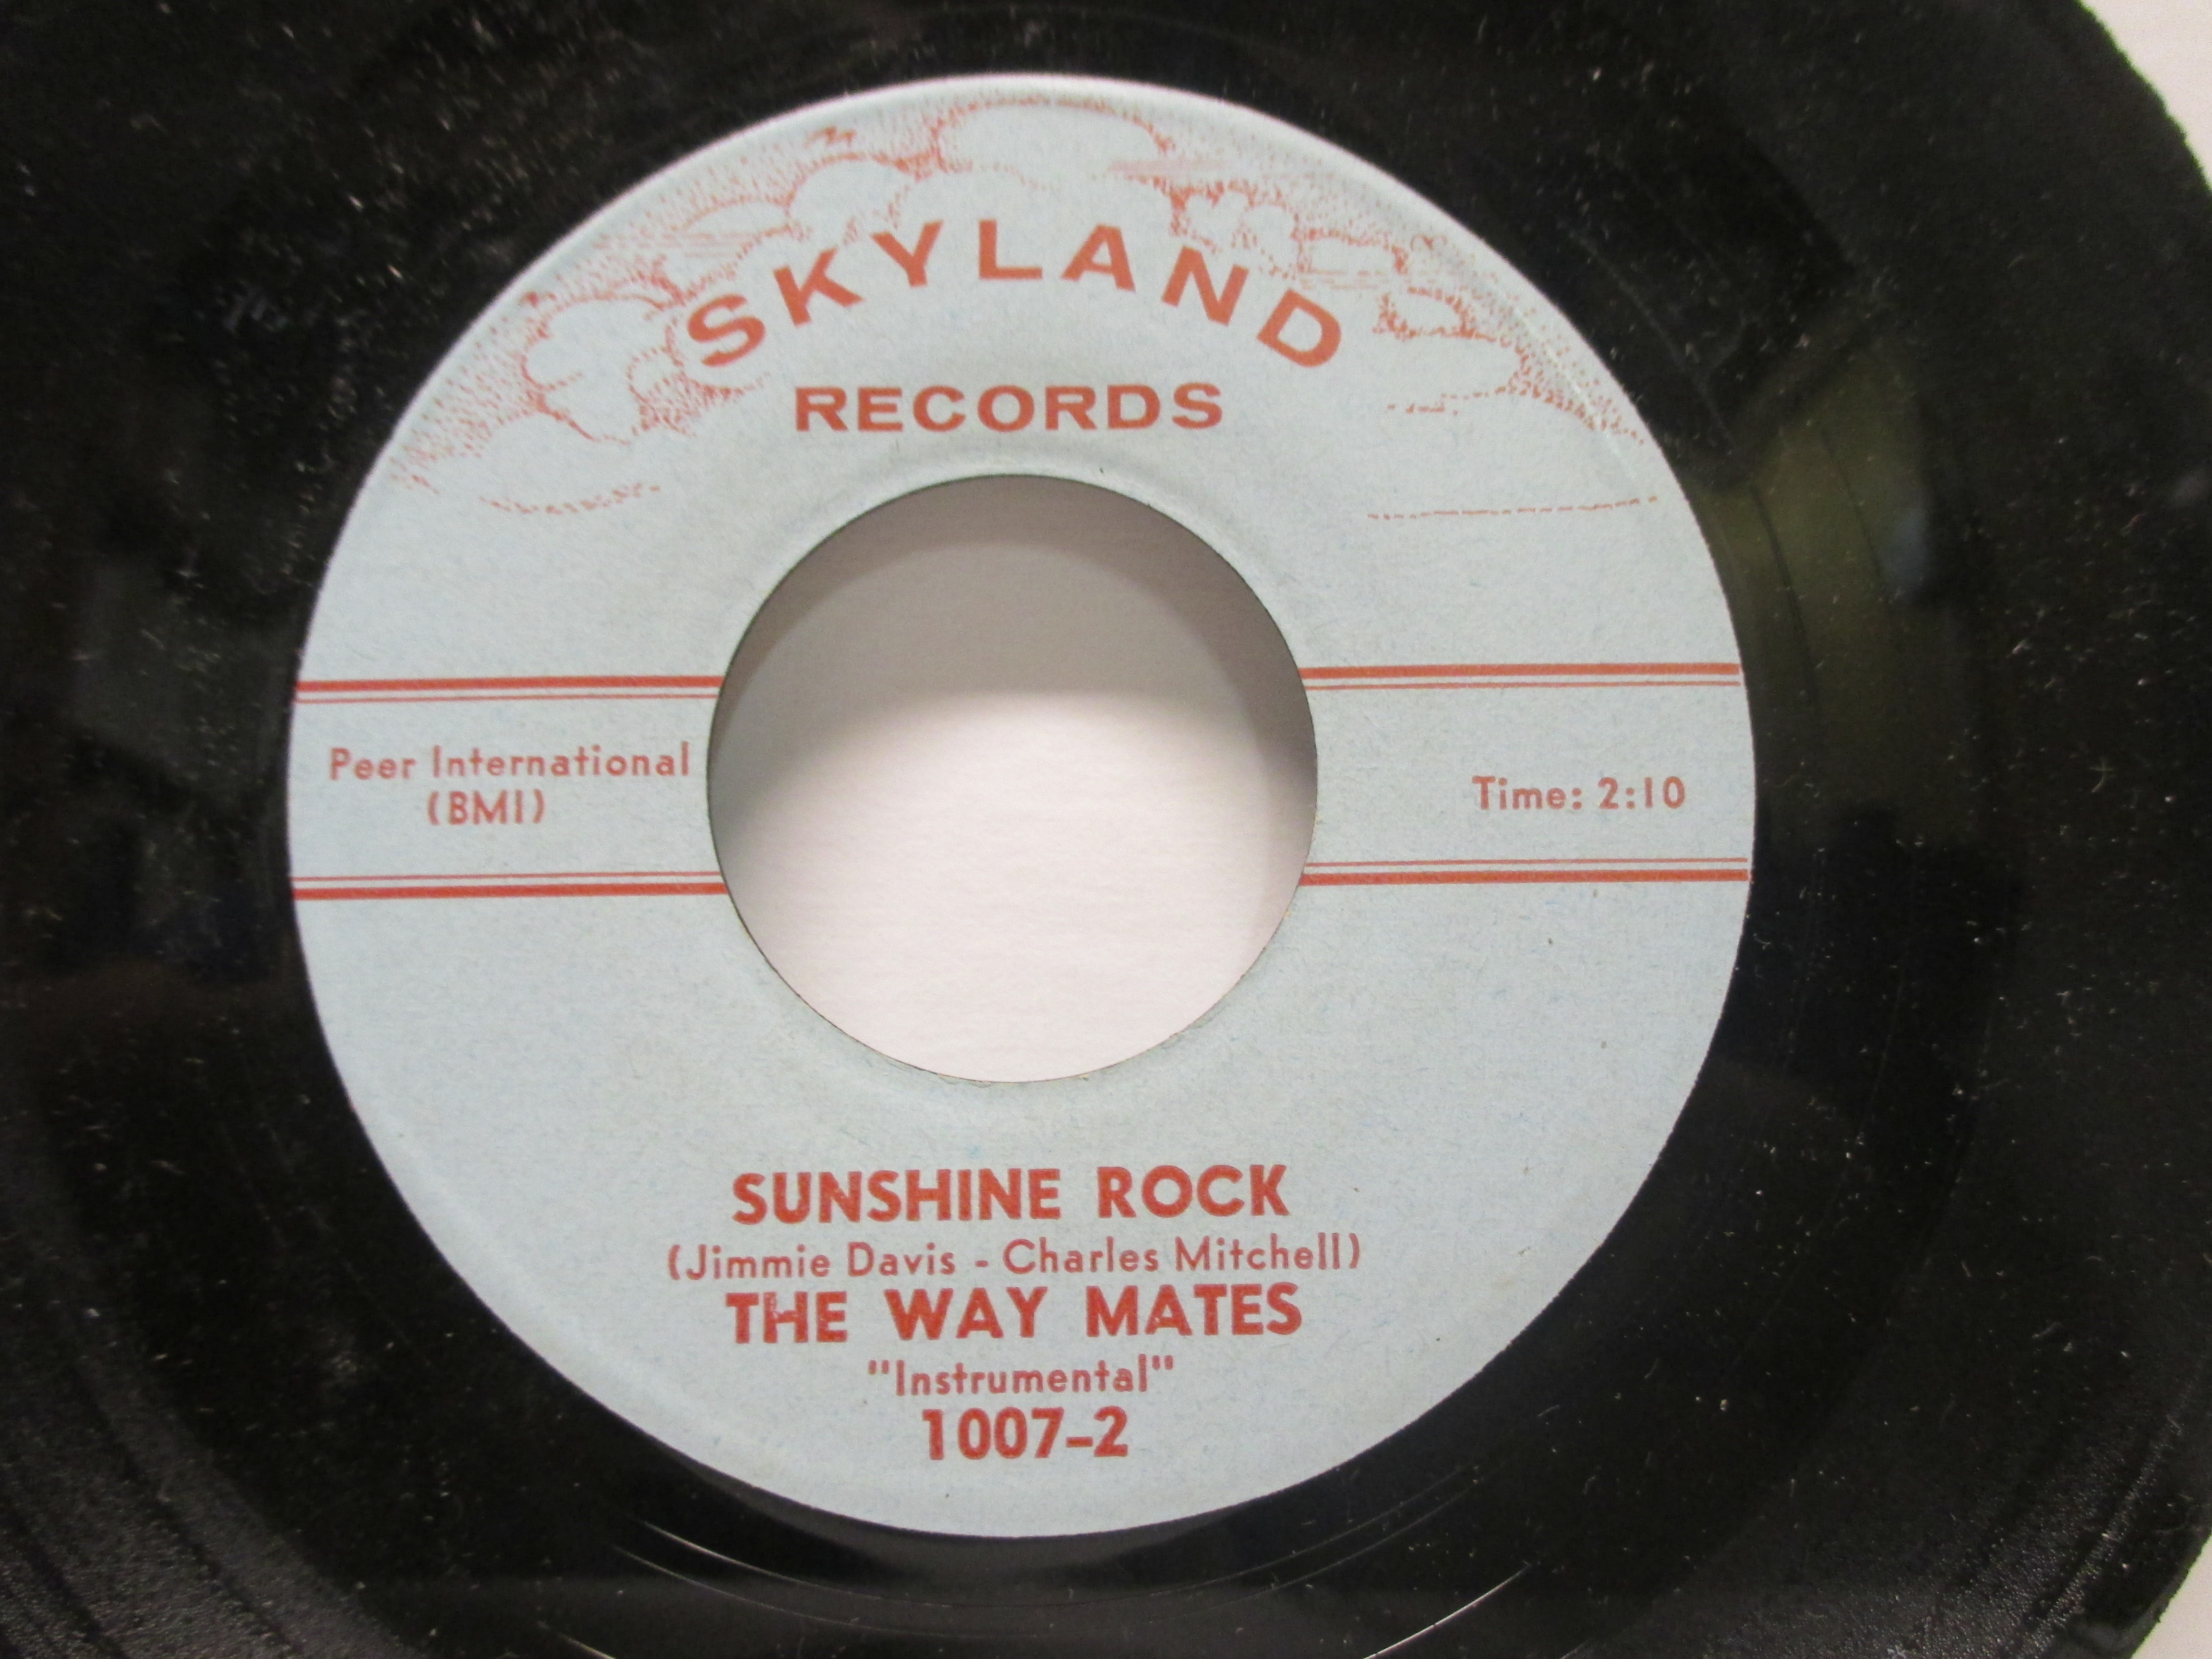 SKYLAND
RECORDS
Peer International
(BMI)
Time: 2:10
SUNSHINE ROCK
(Jimmie Davis - Charles Mitchell)
THE WAY MATES
"Instrumental"
1007-2